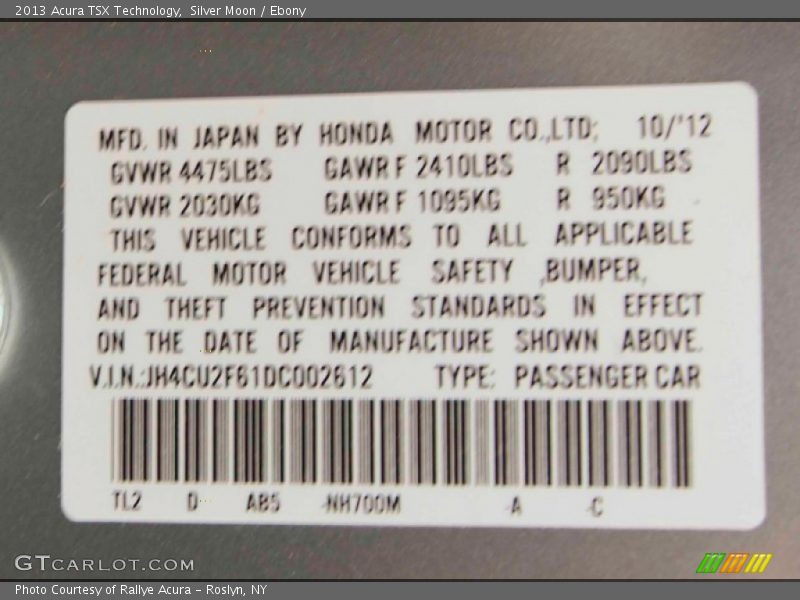 2013 Acura TSX Technology, Silver Moon / Ebony
MFD. IN JAPAN BY HONDA MOTOR CO.,LTD; 10/'12
GVWR 4475LBS GAWR F 2410LBS R 2090LBS
GVWR 2030KG GAWR F 1095KG R 950KG
THIS VEHICLE CONFORMS TO ALL APPLICABLE
FEDERAL MOTOR VEHICLE SAFETY ,BUMPER,
AND THEFT PREVENTION STANDARDS IN EFFECT
ON THE DATE OF MANUFACTURE SHOWN ABOVE.
V.I.N.:JH4CU2F61DC002612 TYPE: PASSENGER CAR
TL2 D- AB5 -NH700M -A -C
GTCARLOT.COM
Photo Courtesy of Rallye Acura – Roslyn, NY